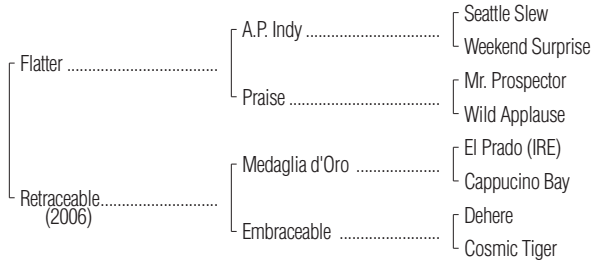 Seattle Slew
A.P. Indy ..............................
Weekend Surprise
Flatter ..................................
Mr. Prospector
Praise ..................................
Wild Applause
El Prado (IRE)
Medaglia d'Oro ..................
Cappucino Bay
Retraceable..........................
(2006)
Dehere
Embraceable ......................
Cosmic Tiger